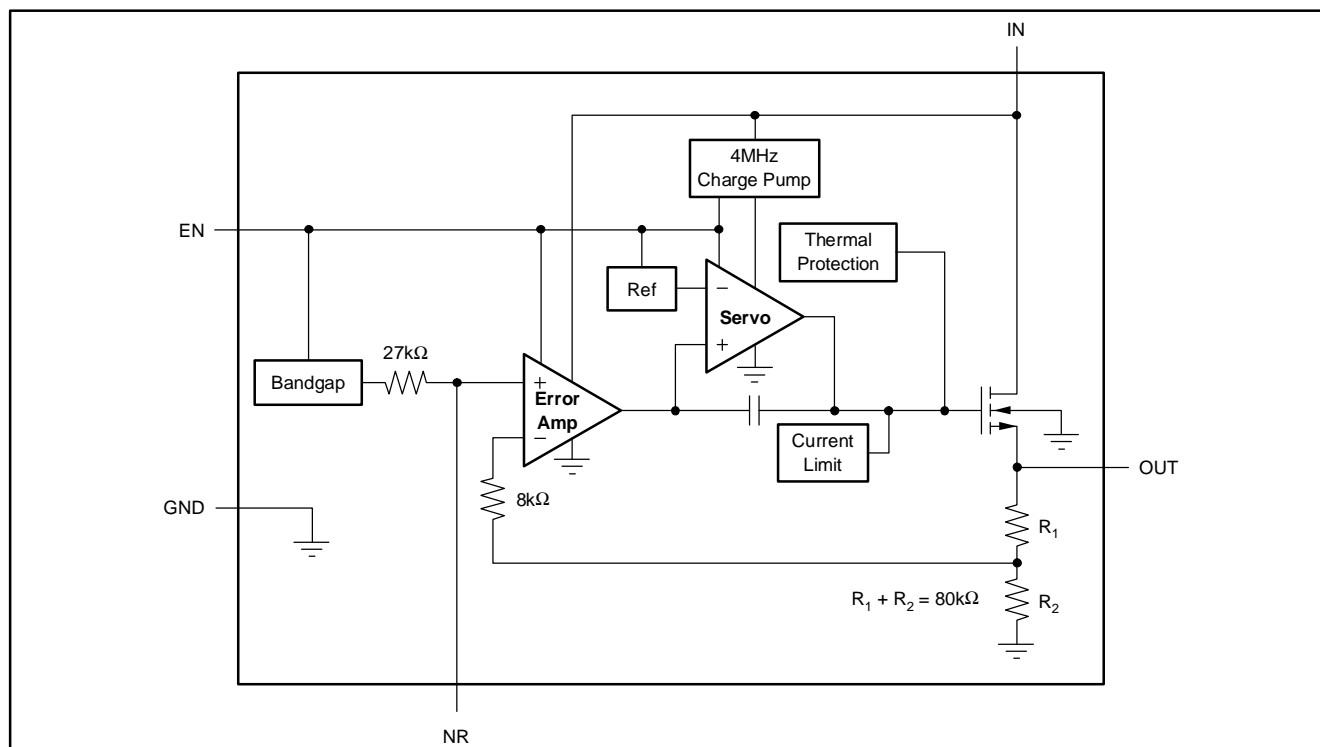 IN
4MHz
Charge Pump
EN
Thermal
Protection
Ref
−
Servo
+
27kΩ
Bandgap
+
Error
Amp
−
Current
Limit
OUT
8kΩ
GND
R1
R1 + R2 = 80kΩ
R2
NR